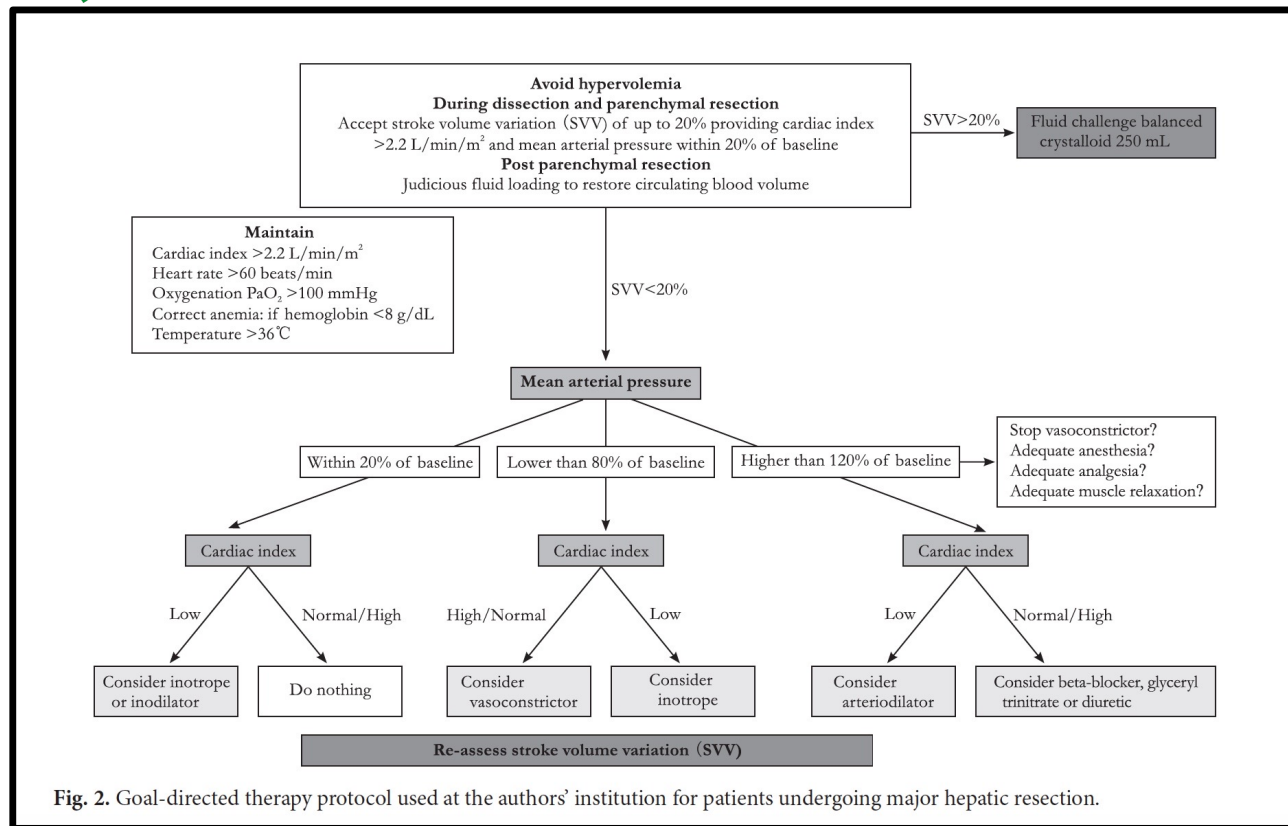 Avoid hypervolemia
During dissection and parenchymal resection
Accept stroke volume variation (SVV) of up to 20% providing cardiac index
>2.2 L/min/m² and mean arterial pressure within 20% of baseline
Post parenchymal resection
Judicious fluid loading to restore circulating blood volume
SVV>20%
Fluid challenge balanced
crystalloid 250 mL
Maintain
Cardiac index >2.2 L/min/m²
Heart rate >60 beats/min
Oxygenation PaO₂ >100 mmHg
Correct anemia: if hemoglobin <8 g/dL
Temperature >36℃
SVV<20%
Mean arterial pressure
Within 20% of baseline
Lower than 80% of baseline
Higher than 120% of baseline
Stop vasoconstrictor?
Adequate anesthesia?
Adequate analgesia?
Adequate muscle relaxation?
Cardiac index
Cardiac index
Cardiac index
Low
Normal/High
High/Normal
Low
Low
Normal/High
Consider inotrope
or inodilator
Do nothing
Consider
vasoconstrictor
Consider
inotrope
Consider
arteriodilator
Consider beta-blocker, glyceryl
trinitrate or diuretic
Re-assess stroke volume variation (SVV)
Fig. 2. Goal-directed therapy protocol used at the authors' institution for patients undergoing major hepatic resection.